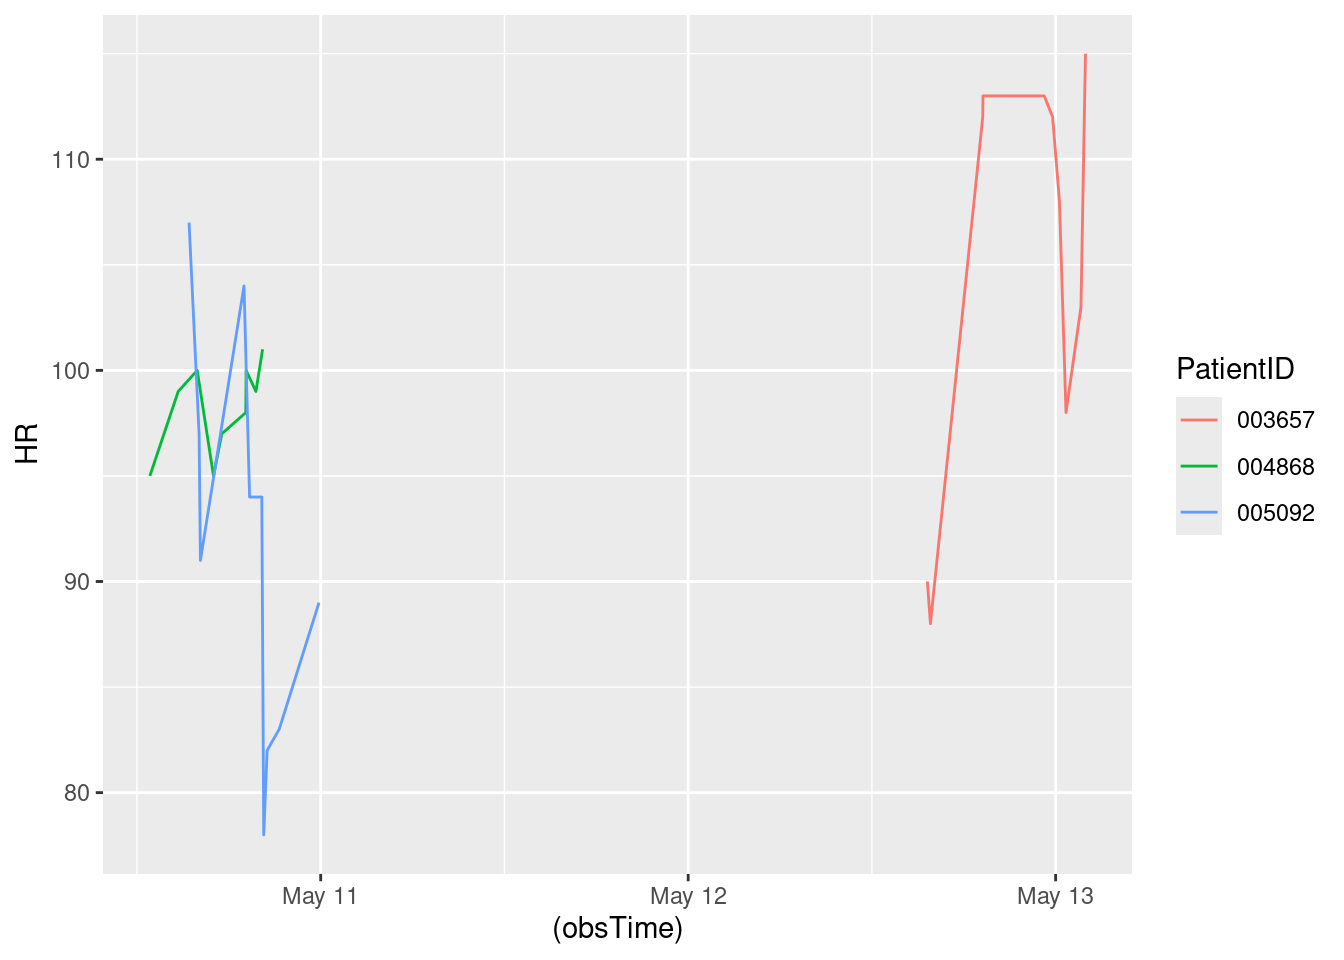 110
100
90
80
HR
May 11
May 12
May 13
(obsTime)
PatientID
003657
004868
005092